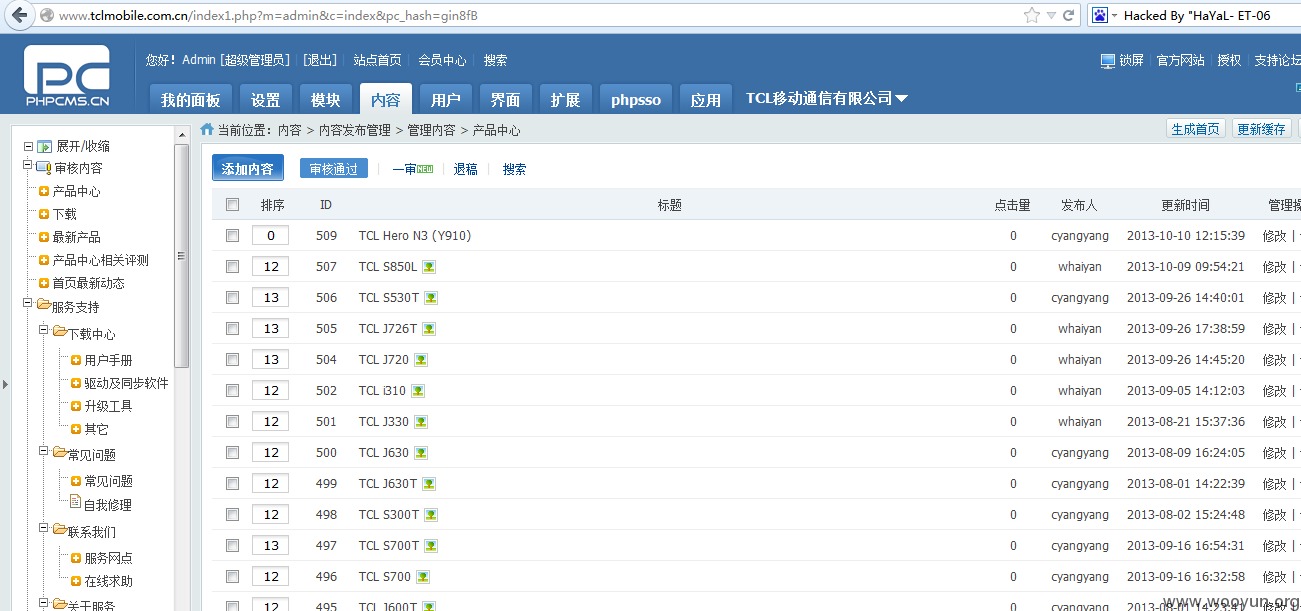 www.tclmobile.com.cn/index1.php?m=admin&c=index&pc_hash=gin8fB
Hacked By "HaYaL- ET-06
PC
PHPCMS.CN
您好！Admin [超级管理员] [退出] 站点首页 会员中心 搜索
锁屏 官方网站 授权 支持论坛
我的面板 设置 模块 内容 用户 界面 扩展 phpsso 应用 TCL移动通信有限公司
当前位置：内容 > 内容发布管理 > 管理内容 > 产品中心
生成首页 更新缓存
展开/收缩
审核内容
产品中心
下载
最新产品
产品中心相关评测
首页最新动态
服务支持
下载中心
用户手册
驱动及同步软件
升级工具
其它
常见问题
常见问题
自我修理
联系我们
服务网点
在线求助
关于服务
添加内容 审核通过 一审 NEW 退稿 搜索
排序 ID 标题 点击量 发布人 更新时间 管理操
0 509 TCL Hero N3 (Y910) 0 cyangyang 2013-10-10 12:15:39 修改 |
12 507 TCL S850L 0 whaiyan 2013-10-09 09:54:21 修改 |
13 506 TCL S530T 0 cyangyang 2013-09-26 14:40:01 修改 |
13 505 TCL J726T 0 whaiyan 2013-09-26 17:38:59 修改 |
13 504 TCL J720 0 whaiyan 2013-09-26 14:45:20 修改 |
12 502 TCL i310 0 whaiyan 2013-09-05 14:12:03 修改 |
12 501 TCL J330 0 whaiyan 2013-08-21 15:37:36 修改 |
12 500 TCL J630 0 cyangyang 2013-08-09 16:24:05 修改 |
12 499 TCL J630T 0 cyangyang 2013-08-01 14:22:39 修改 |
12 498 TCL S300T 0 cyangyang 2013-08-02 15:24:48 修改 |
13 497 TCL S700T 0 cyangyang 2013-09-16 16:54:31 修改 |
12 496 TCL S700 0 cyangyang 2013-09-16 16:32:58 修改 |
12 495 TCL J600T 0 cyangyang
www.wooyun.org